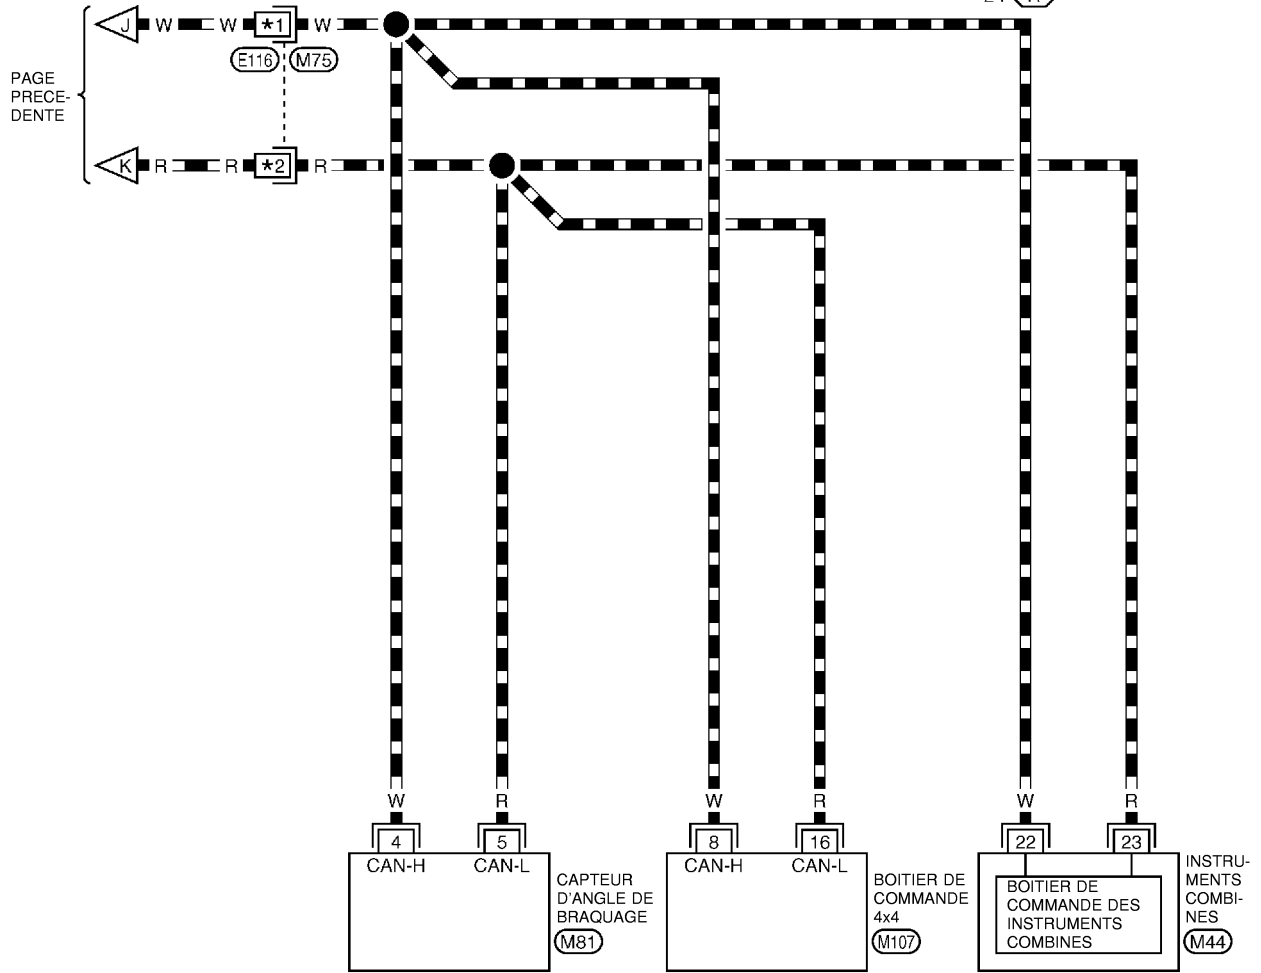 J W W *1 W
E116 M75
PAGE
PRECE-
DENTE
K R R *2 R
W R W R W R
4 5 8 16 22 23
CAN-H CAN-L CAN-H CAN-L
CAPTEUR
D'ANGLE DE
BRAQUAGE
M81
BOITIER DE
COMMANDE
4x4
M107
BOITIER DE
COMMANDE DES
INSTRUMENTS
COMBINES
INSTRU-
MENTS
COMBI-
NES
M44